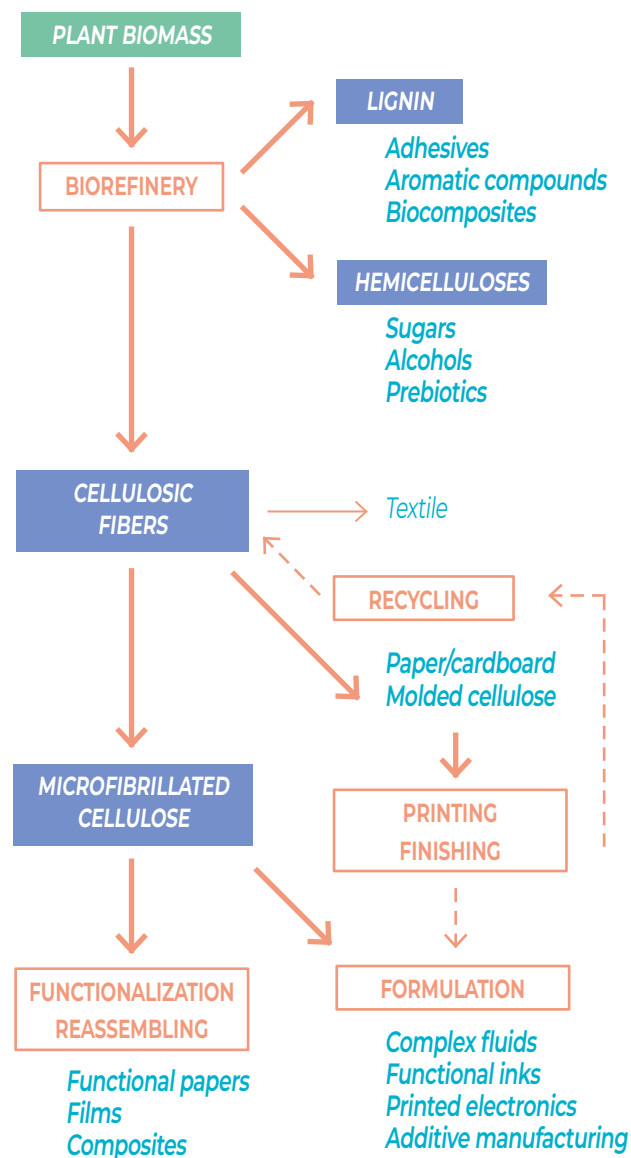 PLANT BIOMASS
LIGNIN
Adhesives
Aromatic compounds
Biocomposites
BIOREFINERY
HEMICELLULOSES
Sugars
Alcohols
Prebiotics
CELLULOSIC
FIBERS
Textile
RECYCLING
Paper/cardboard
Molded cellulose
MICROFIBRILLATED
CELLULOSE
PRINTING
FINISHING
FUNCTIONALIZATION
REASSEMBLING
Functional papers
Films
Composites
FORMULATION
Complex fluids
Functional inks
Printed electronics
Additive manufacturing